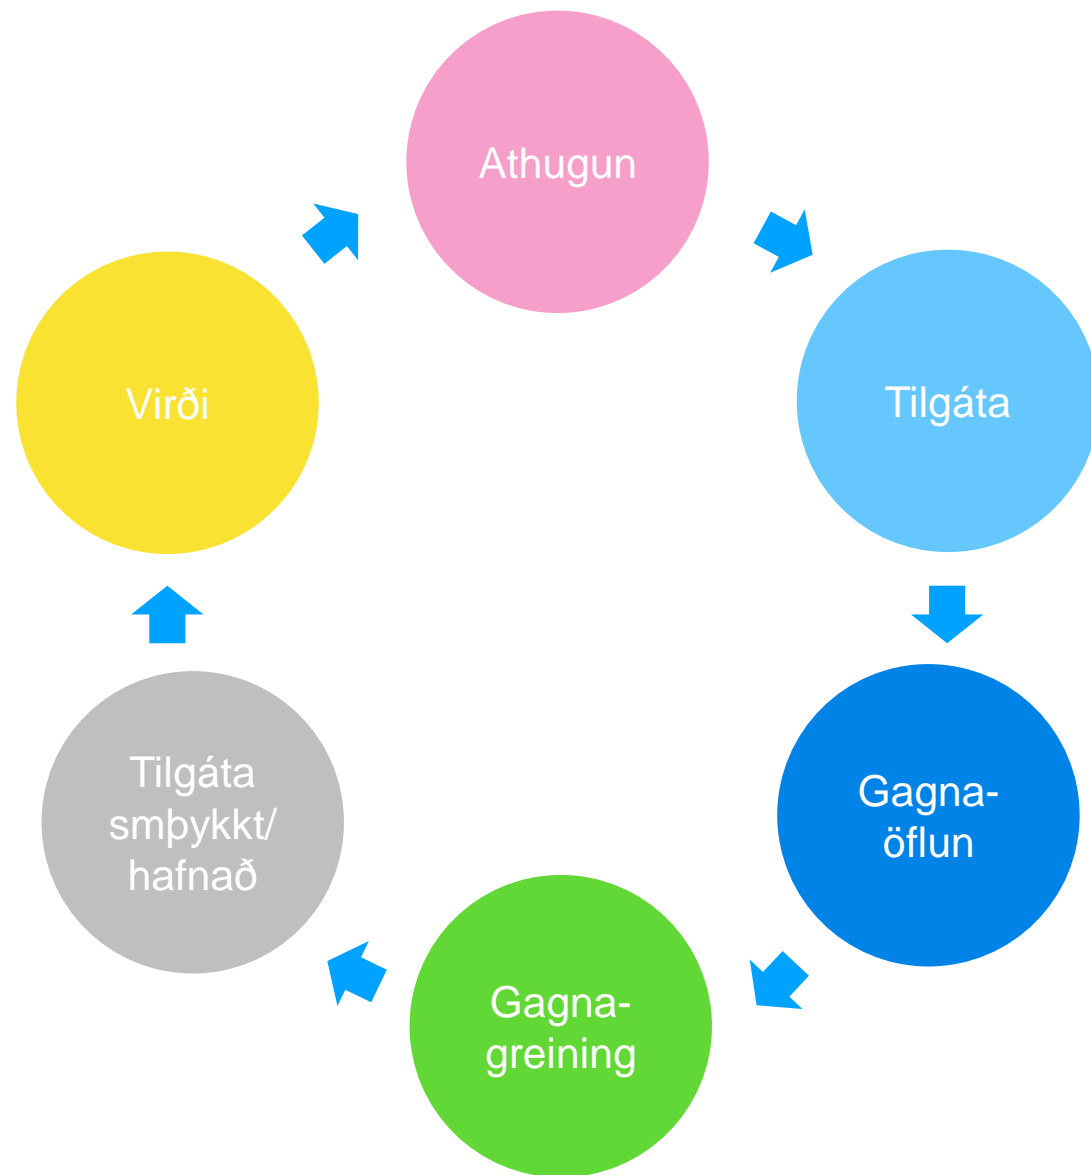 Athugun
Tilgáta
Gagna-
öflun
Gagna-
greining
Tilgáta
smþykkt/
hafnað
Virði